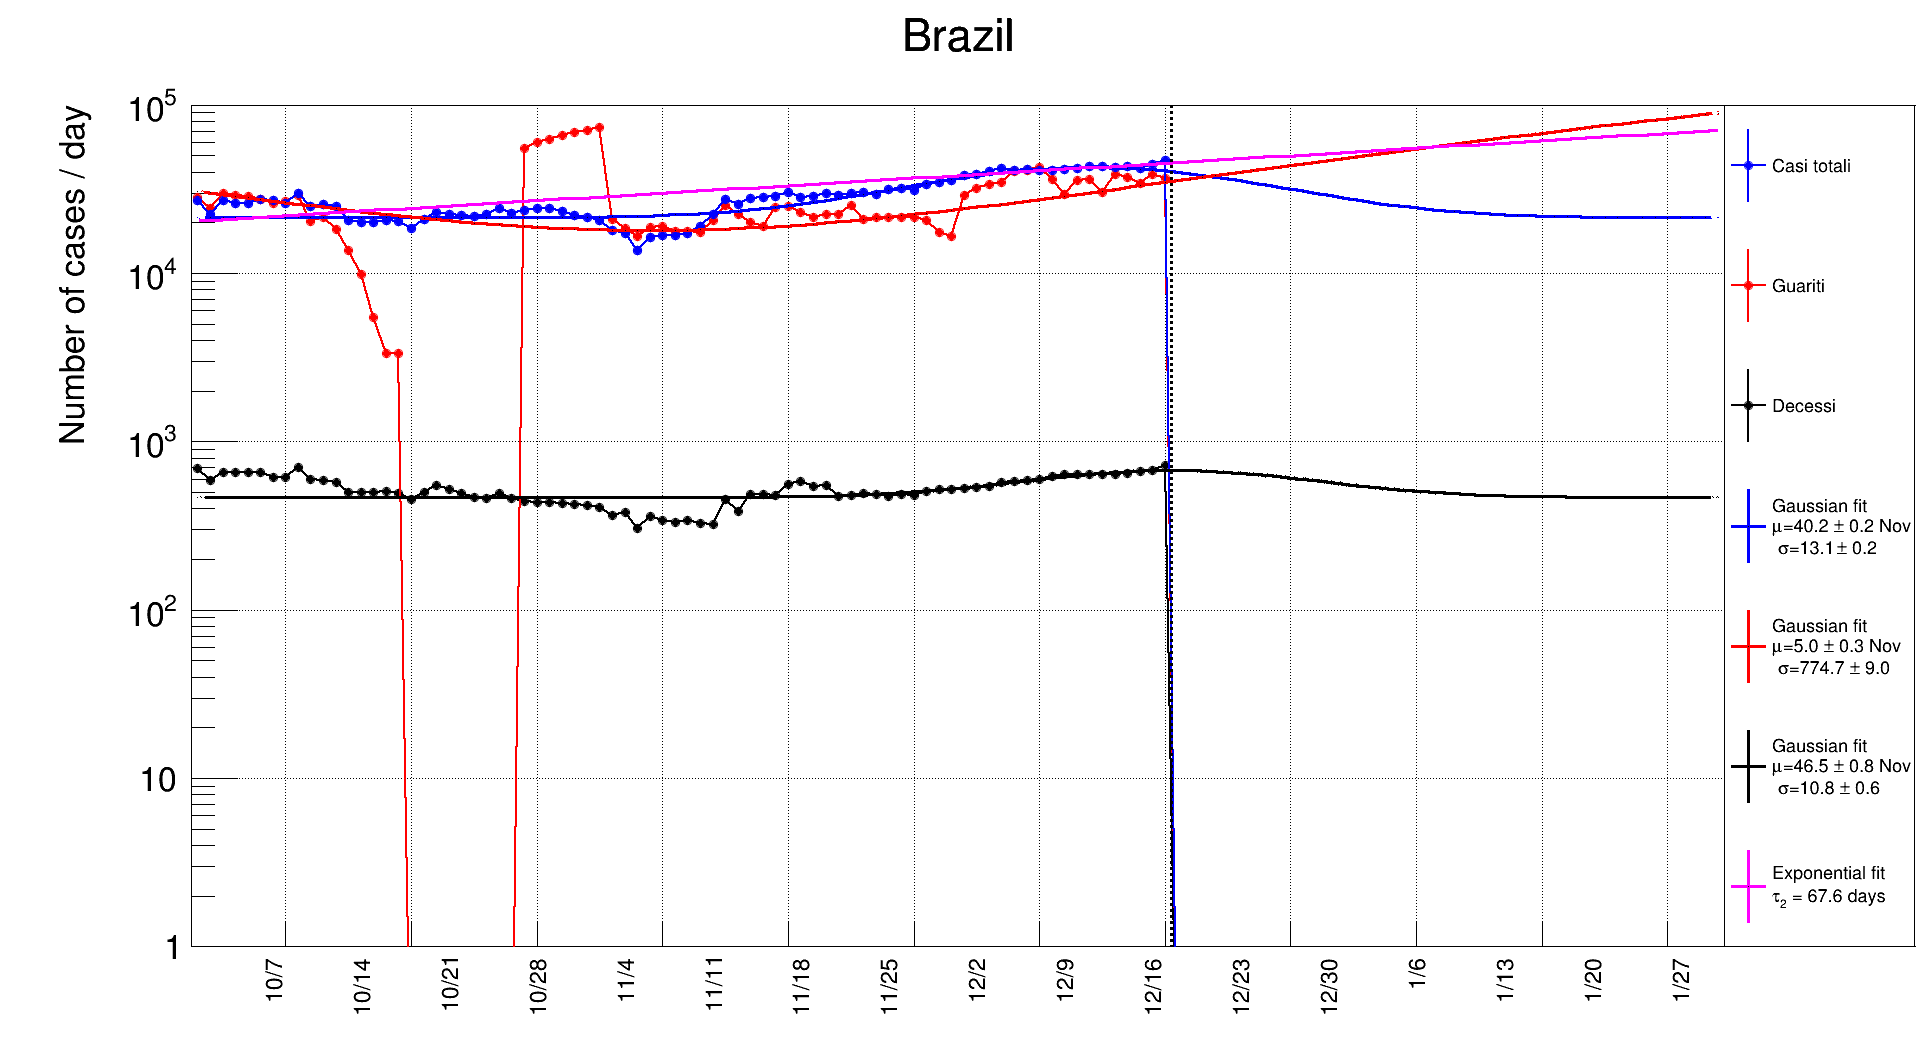 Brazil
Number of cases / day
10^5
10^4
10^3
10^2
10
1
10/7
10/14
10/21
10/28
11/4
11/11
11/18
11/25
12/2
12/9
12/16
12/23
12/30
1/6
1/13
1/20
1/27
Casi totali
Guariti
Decessi
Gaussian fit
μ=40.2 ± 0.2 Nov
σ=13.1 ± 0.2
Gaussian fit
μ=5.0 ± 0.3 Nov
σ=774.7 ± 9.0
Gaussian fit
μ=46.5 ± 0.8 Nov
σ=10.8 ± 0.6
Exponential fit
τ₂ = 67.6 days